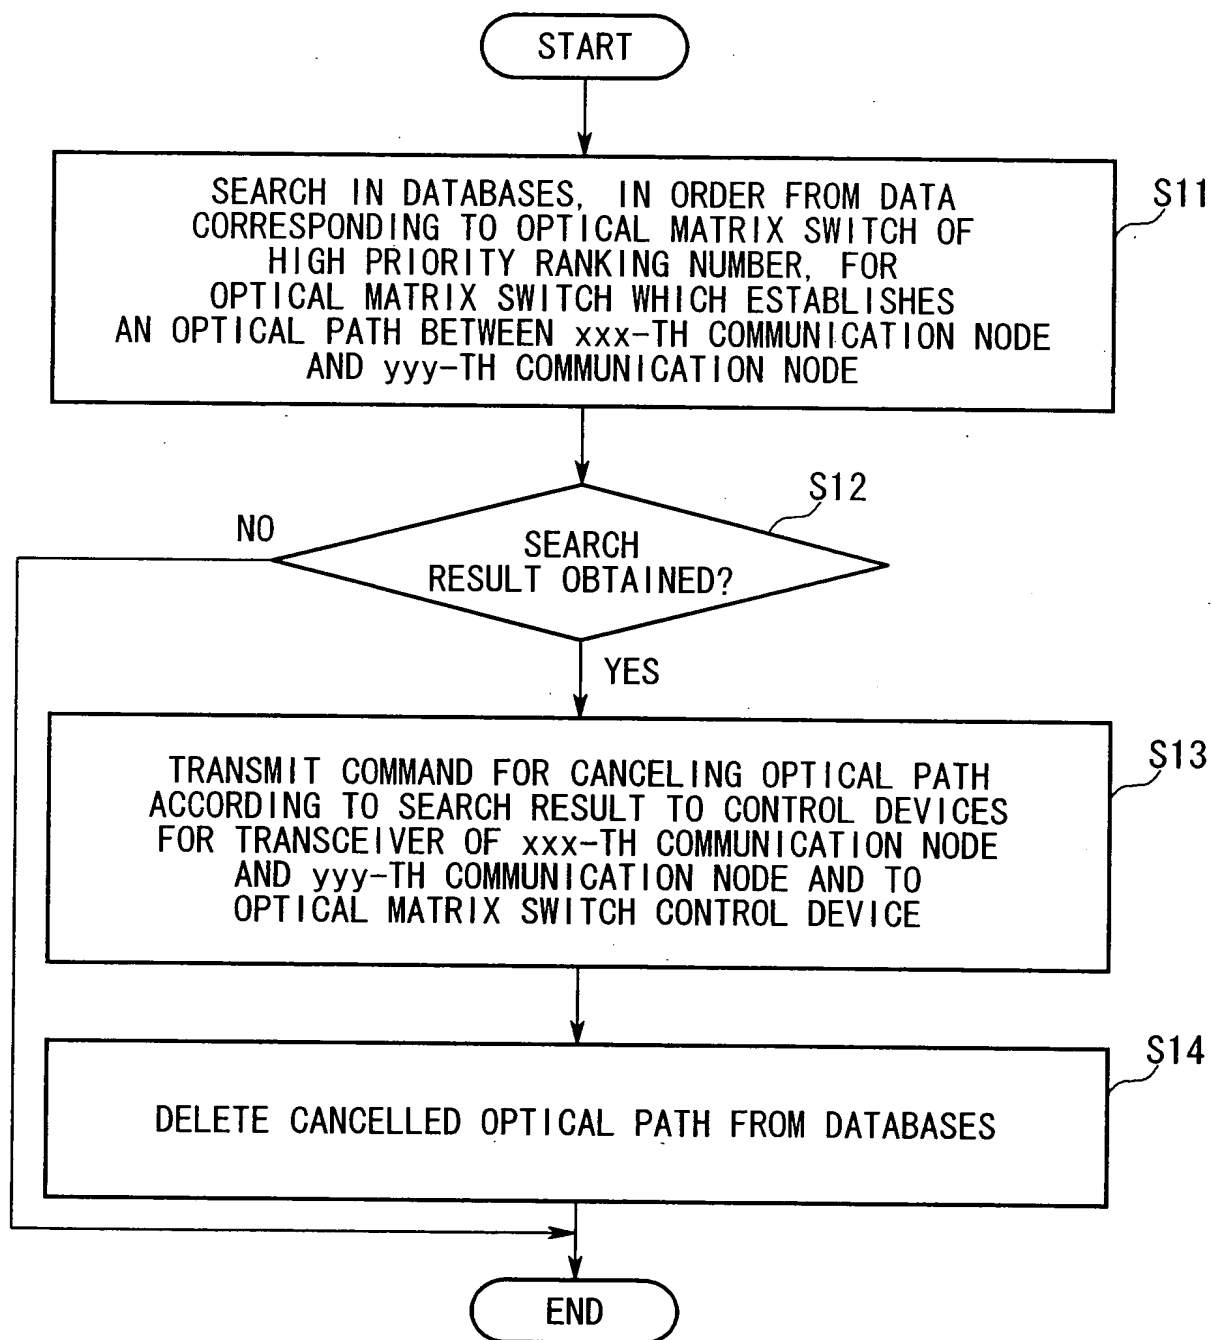 START
SEARCH IN DATABASES, IN ORDER FROM DATA
CORRESPONDING TO OPTICAL MATRIX SWITCH OF
HIGH PRIORITY RANKING NUMBER, FOR
OPTICAL MATRIX SWITCH WHICH ESTABLISHES
AN OPTICAL PATH BETWEEN xxx-TH COMMUNICATION NODE
AND yyy-TH COMMUNICATION NODE
S11
S12
NO
SEARCH
RESULT OBTAINED?
YES
TRANSMIT COMMAND FOR CANCELING OPTICAL PATH
ACCORDING TO SEARCH RESULT TO CONTROL DEVICES
FOR TRANSCEIVER OF xxx-TH COMMUNICATION NODE
AND yyy-TH COMMUNICATION NODE AND TO
OPTICAL MATRIX SWITCH CONTROL DEVICE
S13
S14
DELETE CANCELLED OPTICAL PATH FROM DATABASES
END